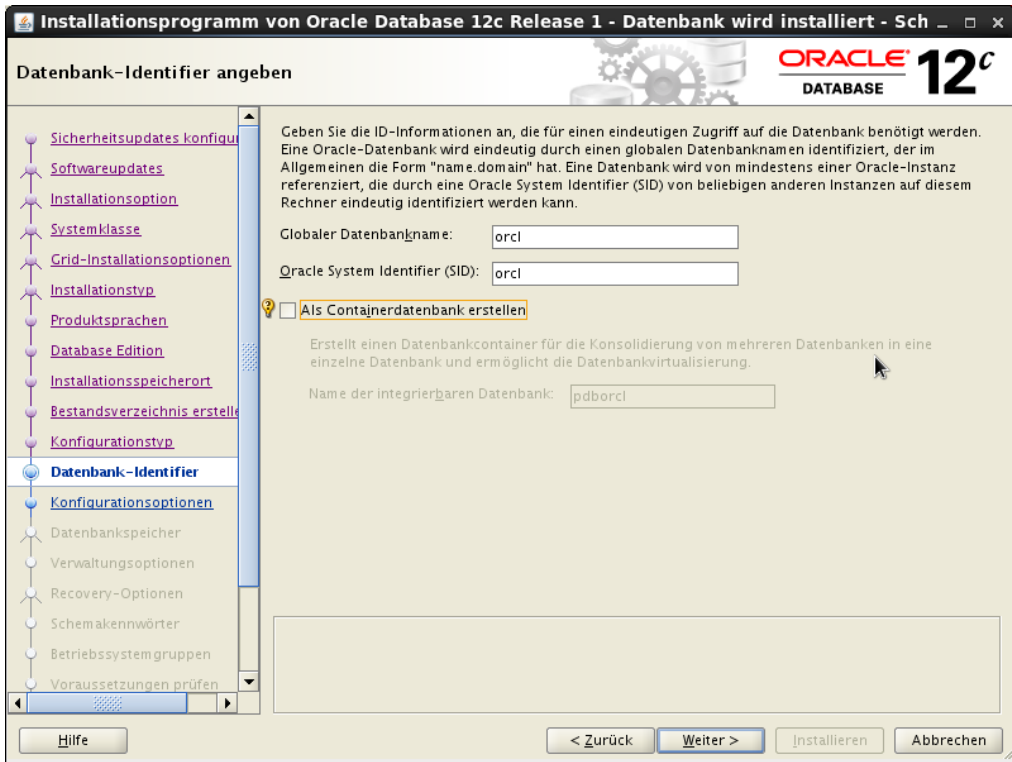 Installationsprogramm von Oracle Database 12c Release 1 - Datenbank wird installiert - Sch
Datenbank-Identifier angeben
ORACLE
DATABASE
12c
Sicherheitsupdates konfigur
Softwareupdates
Installationsoption
Systemklasse
Grid-Installationsoptionen
Installationstyp
Produktsprachen
Database Edition
Installationsspeicherort
Bestandsverzeichnis erstelle
Konfigurationstyp
Datenbank-Identifier
Konfigurationsoptionen
Datenbankspeicher
Verwaltungsoptionen
Recovery-Optionen
Schemakennwörter
Betriebssystemgruppen
Voraussetzungen prüfen
Geben Sie die ID-Informationen an, die für einen eindeutigen Zugriff auf die Datenbank benötigt werden.
Eine Oracle-Datenbank wird eindeutig durch einen globalen Datenbanknamen identifiziert, der im
Allgemeinen die Form "name.domain" hat. Eine Datenbank wird von mindestens einer Oracle-Instanz
referenziert, die durch eine Oracle System Identifier (SID) von beliebigen anderen Instanzen auf diesem
Rechner eindeutig identifiziert werden kann.
Globaler Datenbankname: orcl
Oracle System Identifier (SID): orcl
Als Containerdatenbank erstellen
Erstellt einen Datenbankcontainer für die Konsolidierung von mehreren Datenbanken in eine
einzelne Datenbank und ermöglicht die Datenbankvirtualisierung.
Name der integrierbaren Datenbank: pdborcl
Hilfe
< Zurück
Weiter >
Installieren
Abbrechen